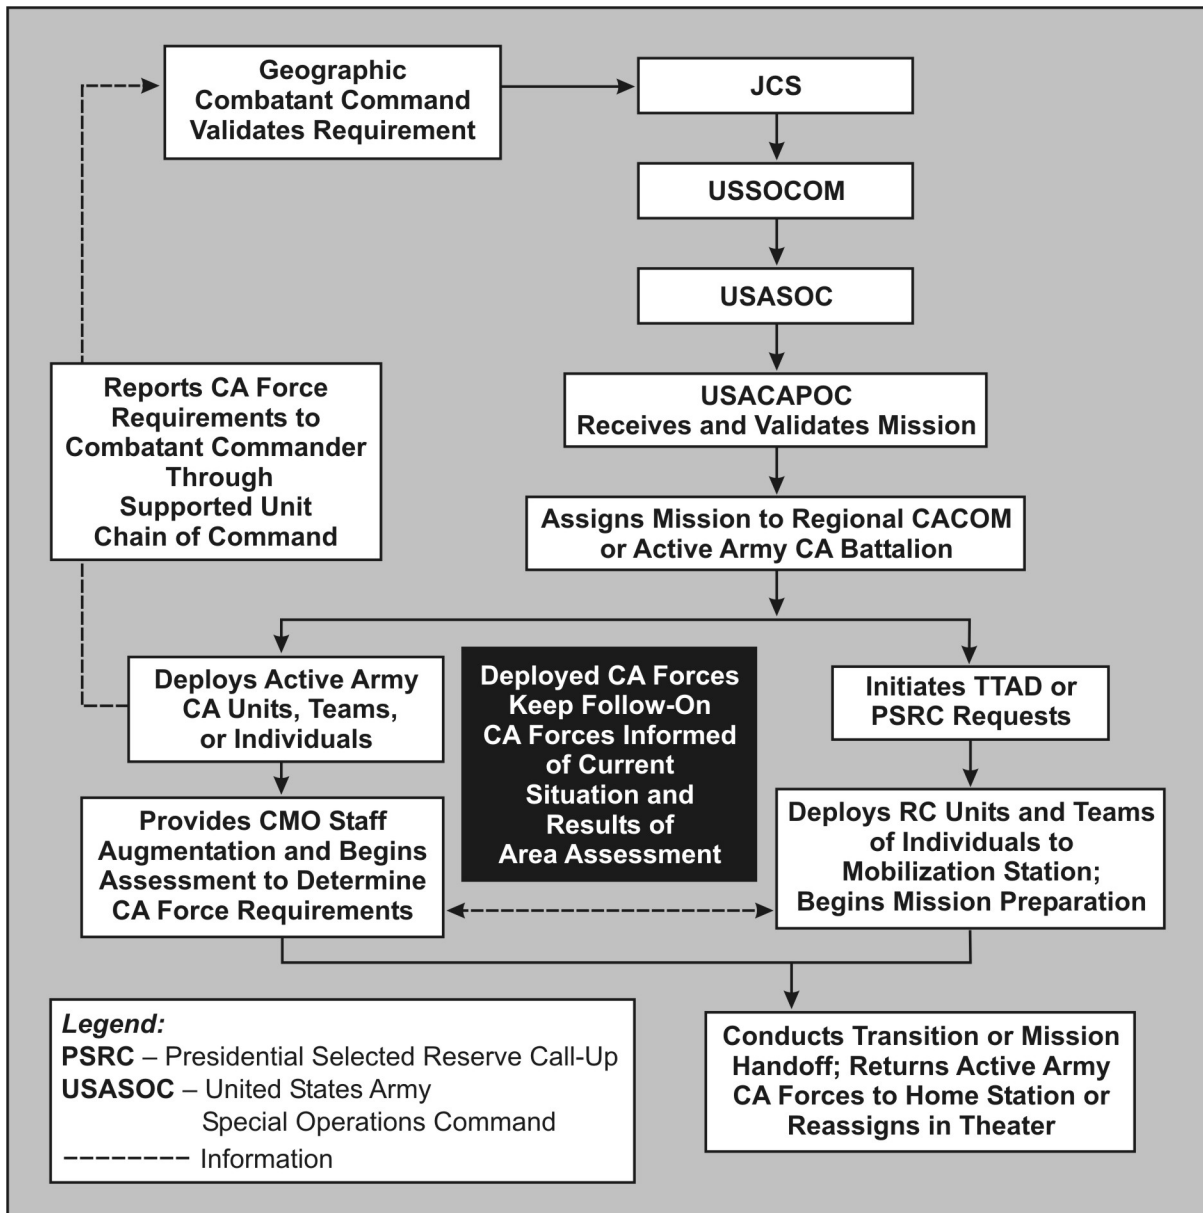 Geographic
Combatant Command
Validates Requirement
JCS
USSOCOM
USASOC
USACAPOC
Receives and Validates Mission
Assigns Mission to Regional CACOM
or Active Army CA Battalion
Reports CA Force
Requirements to
Combatant Commander
Through
Supported Unit
Chain of Command
Deploys Active Army
CA Units, Teams,
or Individuals
Deployed CA Forces
Keep Follow-On
CA Forces Informed
of Current
Situation and
Results of
Area Assessment
Initiates TTAD or
PSRC Requests
Provides CMO Staff
Augmentation and Begins
Assessment to Determine
CA Force Requirements
Deploys RC Units and Teams
of Individuals to
Mobilization Station;
Begins Mission Preparation
Conducts Transition or Mission
Handoff; Returns Active Army
CA Forces to Home Station or
Reassigns in Theater
Legend:
PSRC – Presidential Selected Reserve Call-Up
USASOC – United States Army
Special Operations Command
Information